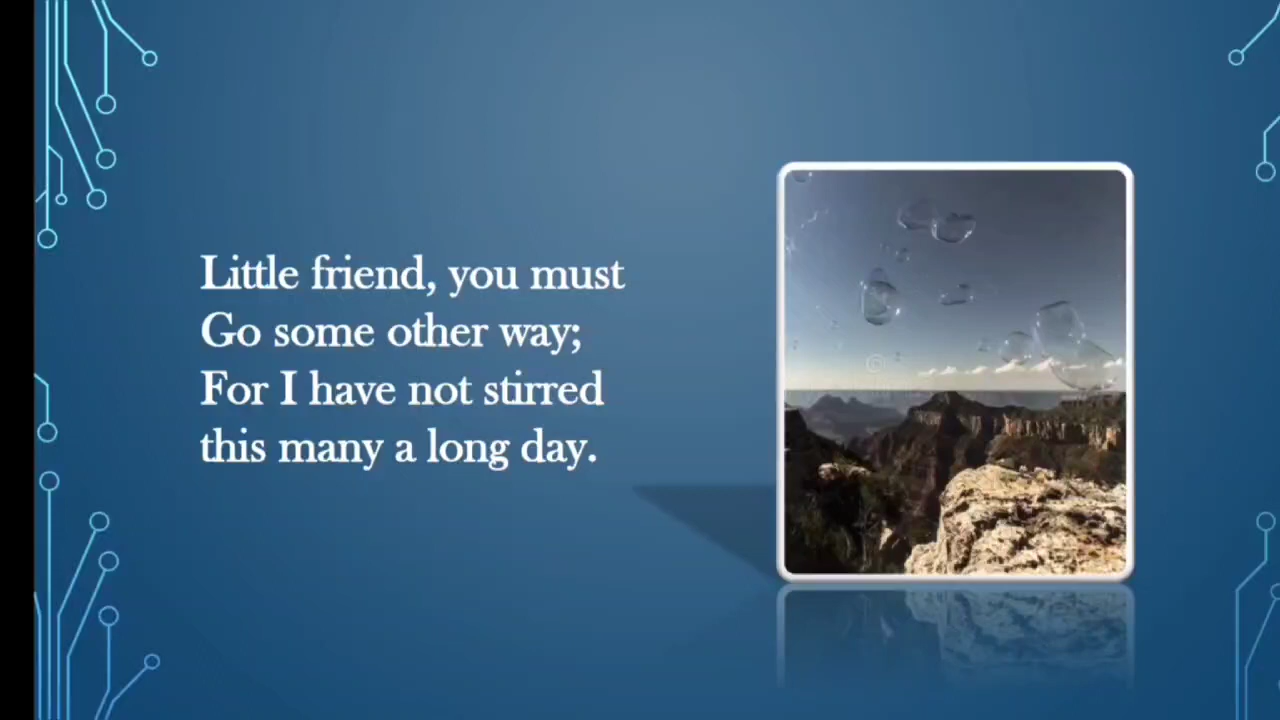 Little friend, you must
Go some other way;
For I have not stirred
this many a long day.